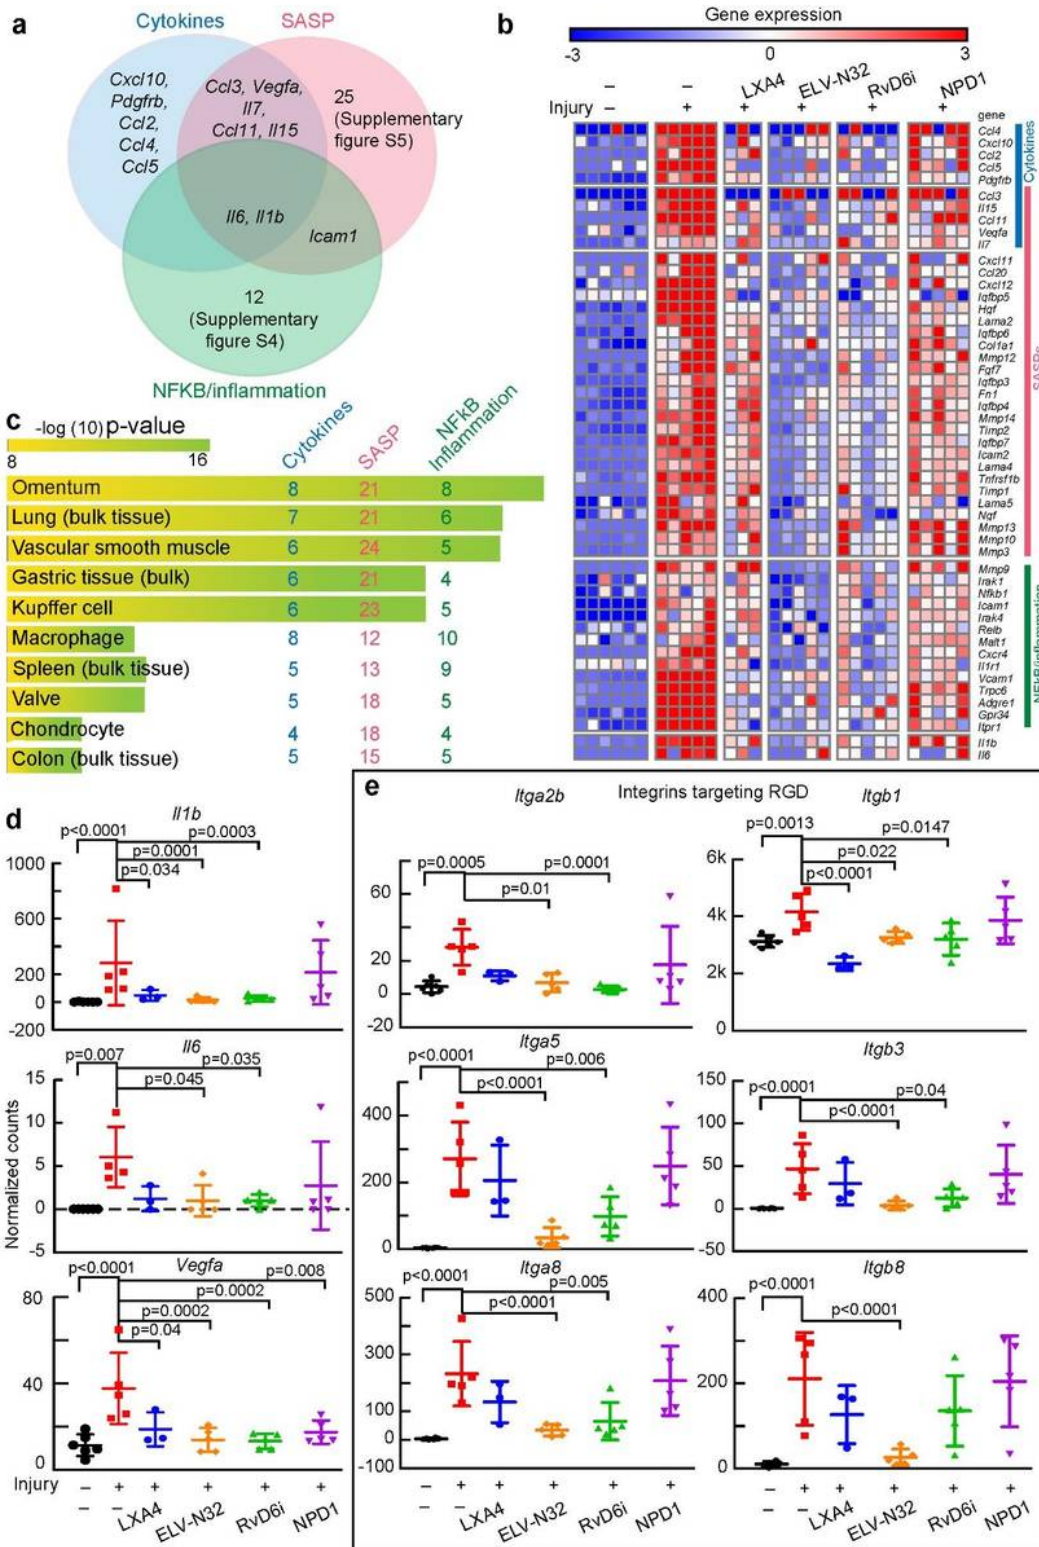 a
Cytokines
SASP
Cxcl10,
Pdgfrb,
Ccl2,
Ccl4,
Ccl5
Ccl3, Vegfa,
Il7,
Ccl11, Il15
25
(Supplementary
figure S5)
Il6, Il1b
Icam1
12
(Supplementary
figure S4)
NFKB/inflammation
b
Gene expression
-3
0
3
LXA4
ELV-N32
RvD6i
NPD1
Injury – + + + + +
– –
gene
Ccl4
Cxcl10
Ccl2
Ccl5
Pdgfrb
Ccl3
Il15
Ccl11
Vegfa
Il7
Cxcl11
Ccl20
Cxcl12
Igfbp5
Hgf
Lama2
Igfbp6
Col1a1
Mmp12
Fgf7
Igfbp3
Fn1
Igfbp4
Mmp14
Timp2
Igfbp7
Icam2
Lama4
Tnfrsf1b
Timp1
Lama5
Ngf
Mmp13
Mmp10
Mmp3
Mmp9
Irak1
Nfkb1
Icam1
Irak4
Relb
Malt1
Cxcr4
Il1r1
Vcam1
Trpc6
Adgre1
Gpr34
Itpr1
Il1b
Il6
Cytokines
SASPs
NFkB/inflammation
c
-log (10) p-value
8
16
Cytokines
SASP
NFkB
Inflammation
Omentum 8 21 8
Lung (bulk tissue) 7 21 6
Vascular smooth muscle 6 24 5
Gastric tissue (bulk) 6 21 4
Kupffer cell 6 23 5
Macrophage 8 12 10
Spleen (bulk tissue) 5 13 9
Valve 5 18 5
Chondrocyte 4 18 4
Colon (bulk tissue) 5 15 5
d
Normalized counts
Il1b
p<0.0001
p=0.0003
p=0.0001
p=0.034
1000
600
200
0
-200
Il6
p=0.007
p=0.035
p=0.045
15
10
5
0
-5
Vegfa
p<0.0001
p=0.008
p=0.0002
p=0.0002
p=0.04
80
40
0
Injury – + + + + +
– –
LXA4
ELV-N32
RvD6i
NPD1
e
Integrins targeting RGD
Itga2b
p=0.0005
p=0.0001
p=0.01
60
20
0
-20
Itgb1
p=0.0013
p=0.0147
p=0.022
p<0.0001
6k
4k
2k
0
Itga5
p<0.0001
p=0.006
p<0.0001
400
200
0
Itgb3
p<0.0001
p=0.04
p<0.0001
150
100
50
0
-50
Itga8
p<0.0001
p=0.005
p<0.0001
500
300
100
0
-100
Itgb8
p<0.0001
p<0.0001
400
200
0
– + + + + +
– –
LXA4
ELV-N32
RvD6i
NPD1
– + + + + +
– –
LXA4
ELV-N32
RvD6i
NPD1